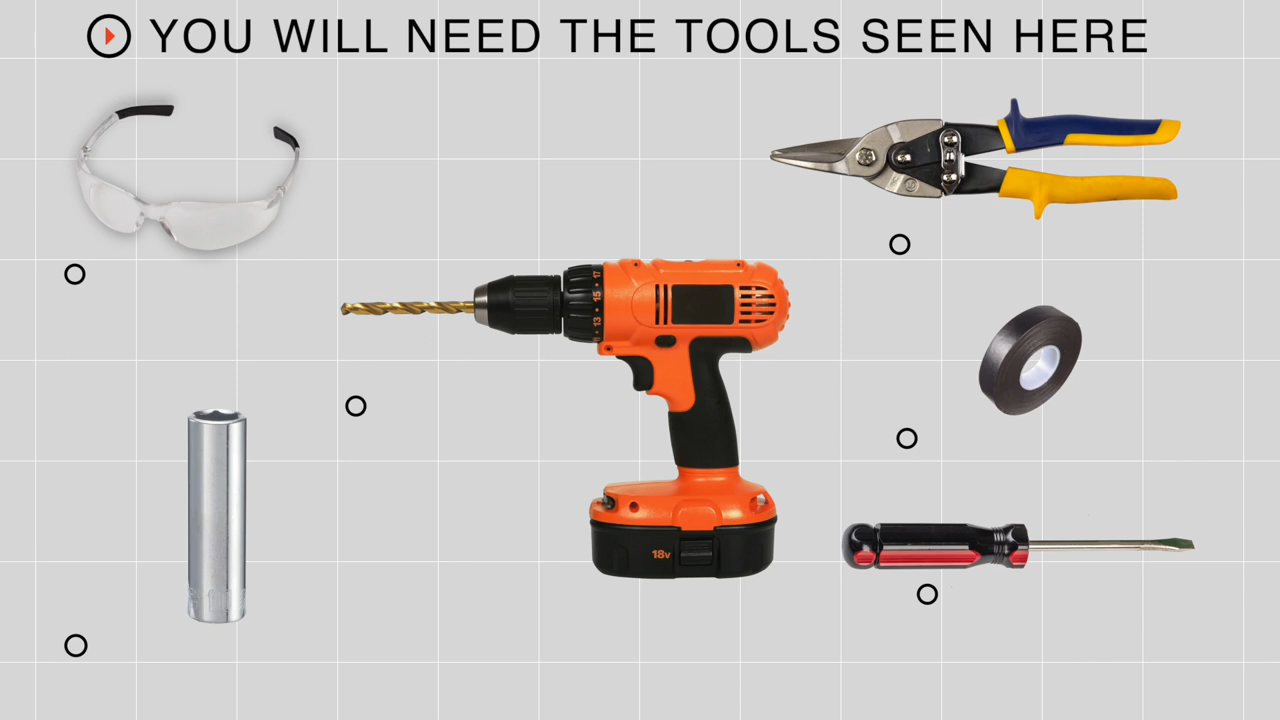 YOU WILL NEED THE TOOLS SEEN HERE
13 • 15 • 17
18v